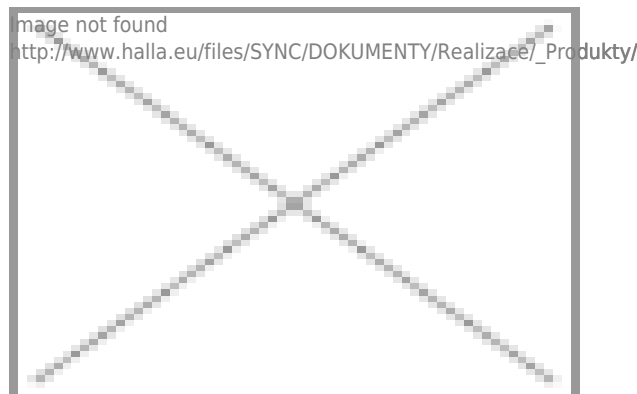 Image not found
http://www.halla.eu/files/SYNC/DOKUMENTY/Realizace/_Produkty/